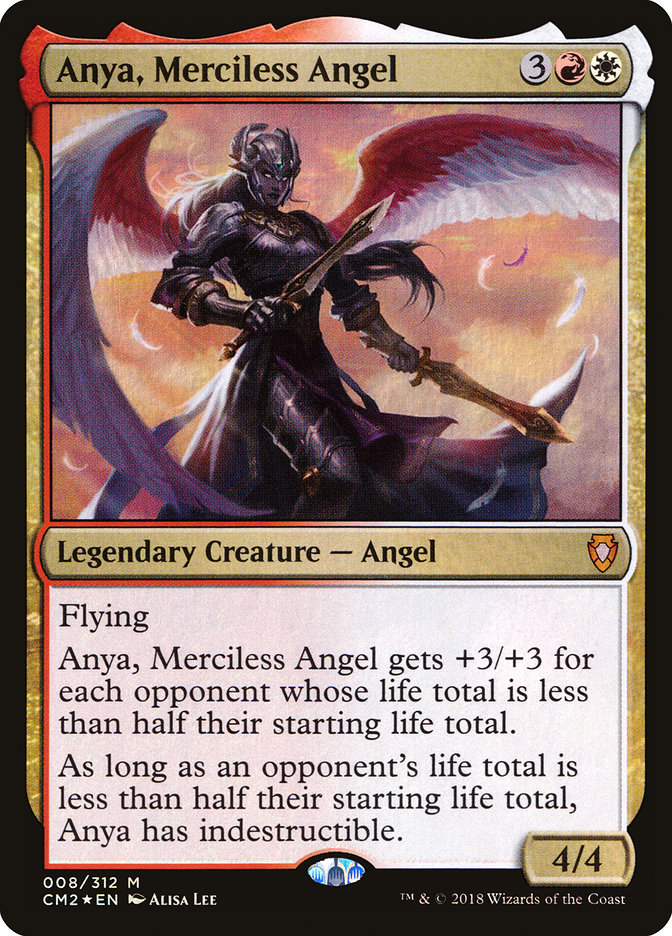 Anya, Merciless Angel 3
Legendary Creature — Angel
Flying
Anya, Merciless Angel gets +3/+3 for
each opponent whose life total is less
than half their starting life total.
As long as an opponent's life total is
less than half their starting life total,
Anya has indestructible.
4/4
008/312 M
CM2★EN Alisa Lee
™ & © 2018 Wizards of the Coast